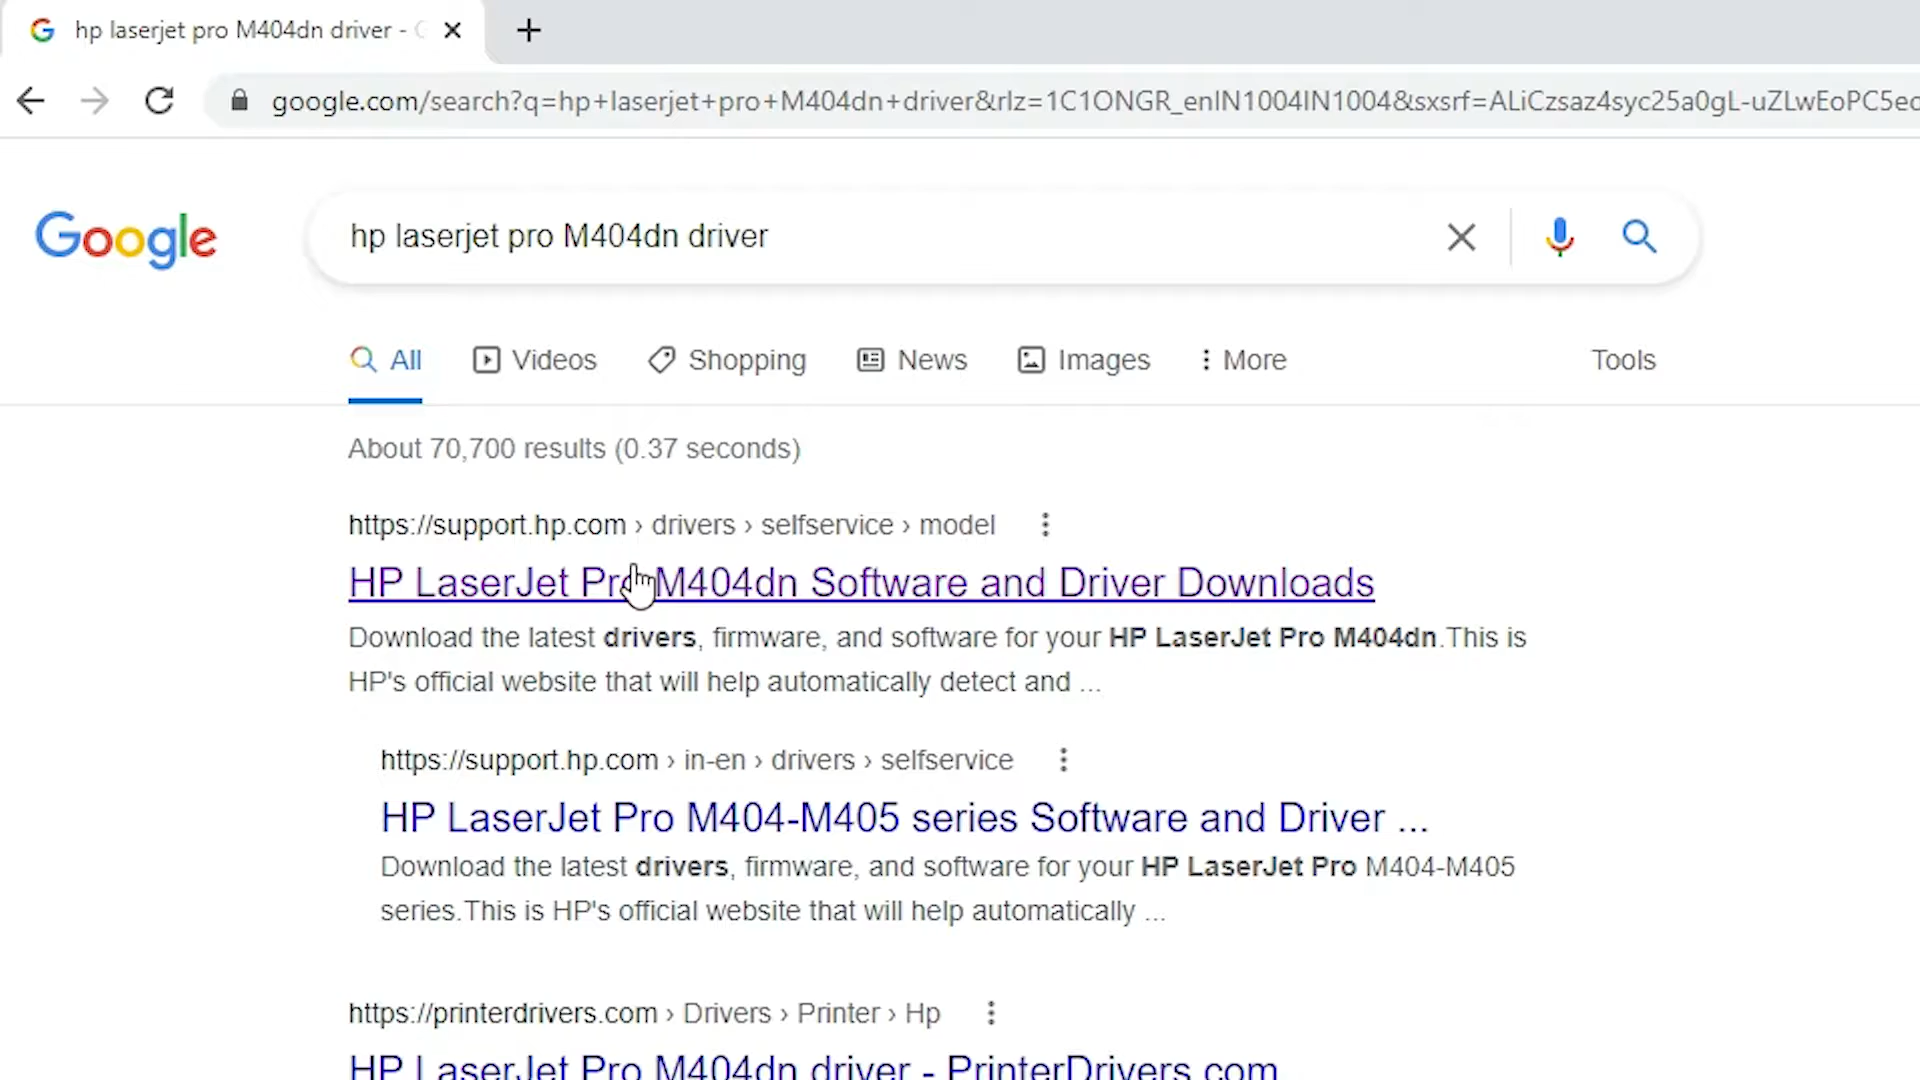 hp laserjet pro M404dn driver -
google.com/search?q=hp+laserjet+pro+M404dn+driver&rlz=1C1ONGR_enIN1004IN1004&sxsrf=ALiCzsaz4syc25a0gL-uZLwEoPC5ec
Google
hp laserjet pro M404dn driver
All Videos Shopping News Images More Tools
About 70,700 results (0.37 seconds)
https://support.hp.com › drivers › selfservice › model
HP LaserJet Pro M404dn Software and Driver Downloads
Download the latest drivers, firmware, and software for your HP LaserJet Pro M404dn.This is
HP's official website that will help automatically detect and ...
https://support.hp.com › in-en › drivers › selfservice
HP LaserJet Pro M404-M405 series Software and Driver ...
Download the latest drivers, firmware, and software for your HP LaserJet Pro M404-M405
series.This is HP's official website that will help automatically ...
https://printerdrivers.com › Drivers › Printer › Hp
HP LaserJet Pro M404dn driver - PrinterDrivers.com